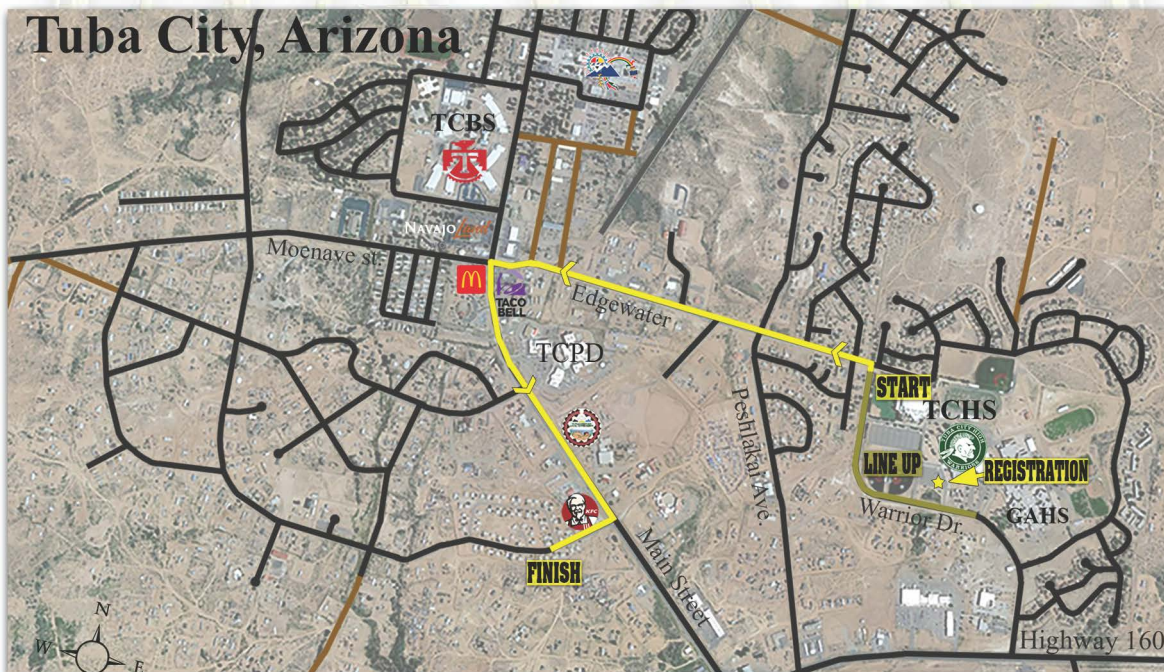 Tuba City, Arizona
TCBS
NAVAJO
Moenave st.
TACO
BELL
Edgewater
TCPD
START
TCHS
Peshlakai Ave
LINE UP
REGISTRATION
Warrior Dr.
GAHS
KFC
FINISH
Main Street
Highway 160
N
W
E